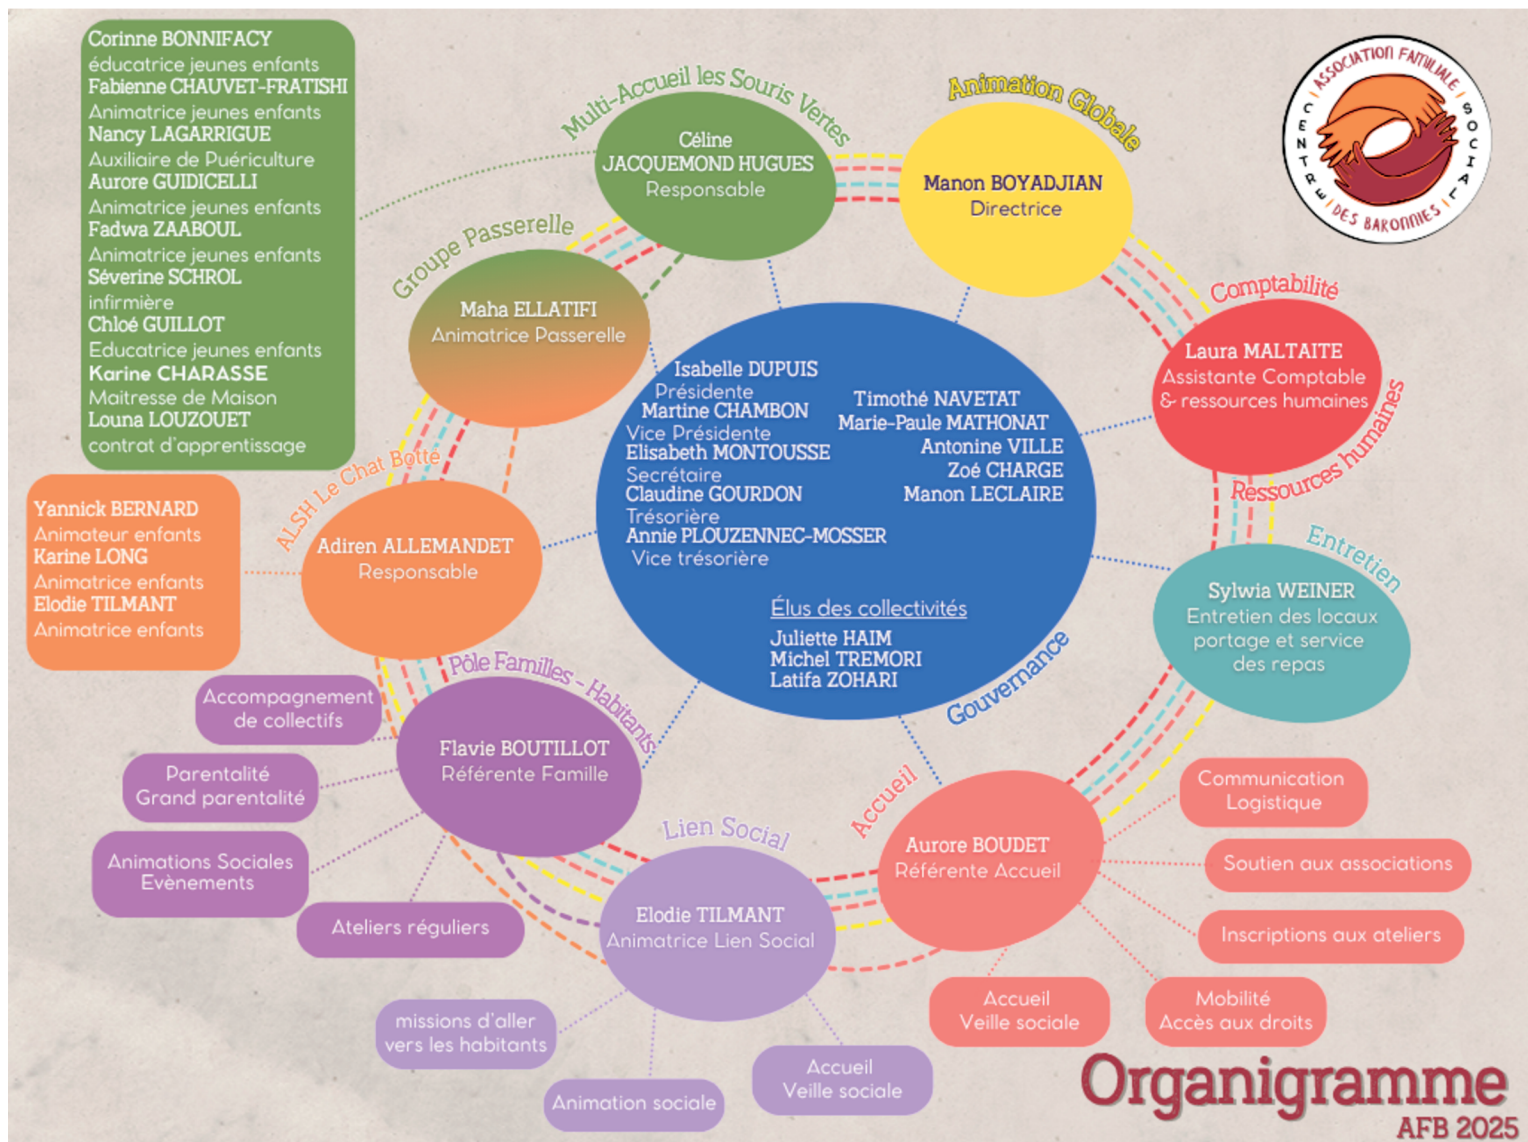 Corinne BONNIFACY
éducatrice jeunes enfants
Fabienne CHAUVET-FRATISHI
Animatrice jeunes enfants
Nancy LAGARRIGUE
Auxiliaire de Puériculture
Aurore GUIDICELLI
Animatrice jeunes enfants
Fadwa ZAABOUL
Animatrice jeunes enfants
Séverine SCHROL
infirmière
Chloé GUILLOT
Educatrice jeunes enfants
Karine CHARASSE
Maitresse de Maison
Louna LOUZOUET
contrat d'apprentissage
Multi-Accueil les Souris Vertes
Céline
JACQUEMOND HUGUES
Responsable
Animation Globale
Manon BOYADJIAN
Directrice
ASSOCIATION FAMILIALE
CENTRE SOCIAL
DES BARONNIES
Groupe Passerelle
Maha ELLATIFI
Animatrice Passerelle
Comptabilité
Laura MALTAITE
Assistante Comptable
& ressources humaines
Ressources humaines
Isabelle DUPUIS
Présidente
Martine CHAMBON
Vice Présidente
Elisabeth MONTOUSSE
Secrétaire
Claudine GOURDON
Trésorière
Annie PLOUZENNEC-MOSSER
Vice trésorière
Timothé NAVETAT
Marie-Paule MATHONAT
Antonine VILLE
Zoé CHARGE
Manon LECLAIRE
Élus des collectivités
Juliette HAIM
Michel TREMORI
Latifa ZOHARI
Gouvernance
ALSH Le Chat Botté
Adiren ALLEMANDET
Responsable
Yannick BERNARD
Animateur enfants
Karine LONG
Animatrice enfants
Elodie TILMANT
Animatrice enfants
Entretien
Sylwia WEINER
Entretien des locaux
portage et service
des repas
Pôle Familles - Habitants
Flavie BOUTILLOT
Référente Famille
Accompagnement
de collectifs
Parentalité
Grand parentalité
Animations Sociales
Evènements
Ateliers réguliers
Lien Social
Elodie TILMANT
Animatrice Lien Social
missions d'aller
vers les habitants
Animation sociale
Accueil
Veille sociale
Accueil
Aurore BOUDET
Référente Accueil
Communication
Logistique
Soutien aux associations
Inscriptions aux ateliers
Mobilité
Accès aux droits
Accueil
Veille sociale
Organigramme
AFB 2025